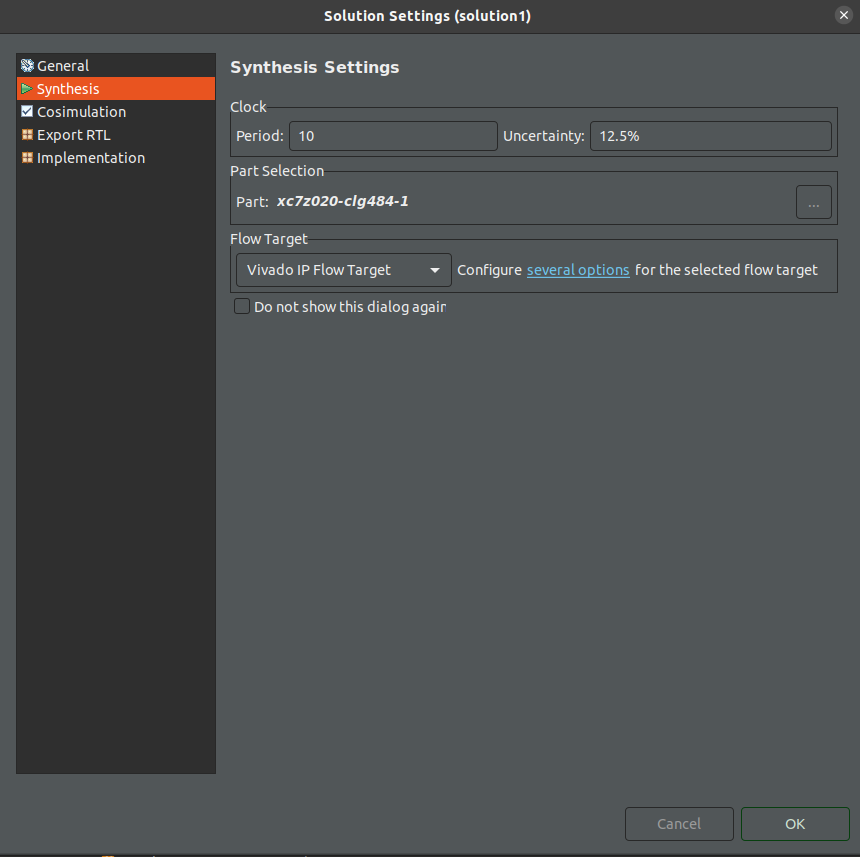 Solution Settings (solution1)
General
Synthesis
Cosimulation
Export RTL
Implementation
Synthesis Settings
Clock
Period: 10 Uncertainty: 12.5%
Part Selection
Part: xc7z020-clg484-1 ...
Flow Target
Vivado IP Flow Target Configure several options for the selected flow target
Do not show this dialog again
Cancel OK